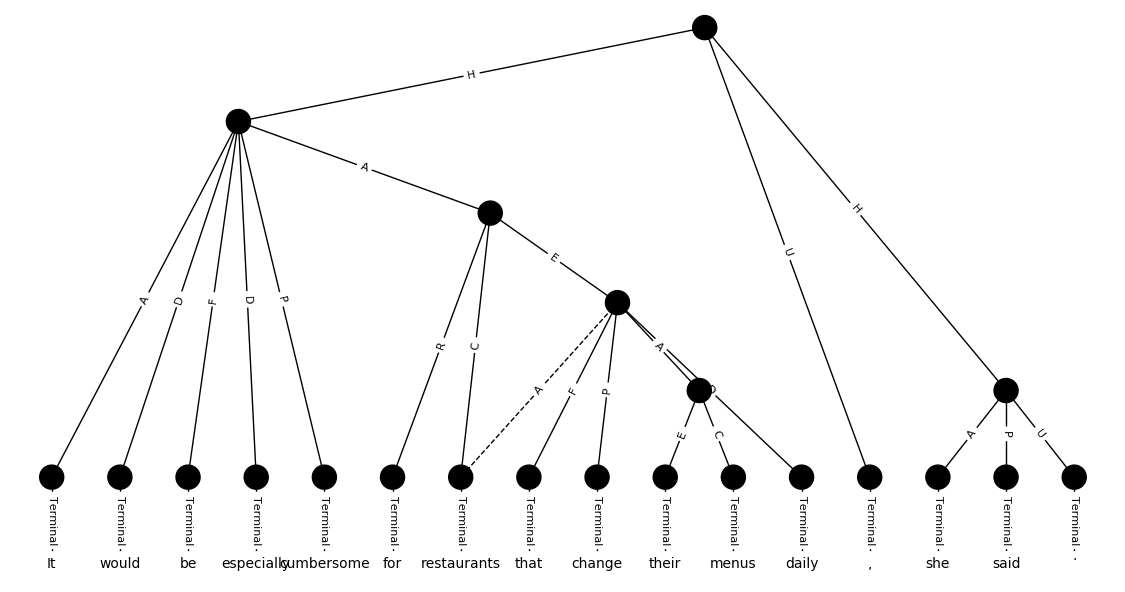 H
A
H
U
E
A
D
F
D
P
R
C
A
F
P
A
D
E
C
A
P
U
Terminal Terminal Terminal Terminal Terminal Terminal Terminal Terminal Terminal Terminal Terminal Terminal Terminal Terminal Terminal Terminal
It would be especially cumbersome for restaurants that change their menus daily , she said .